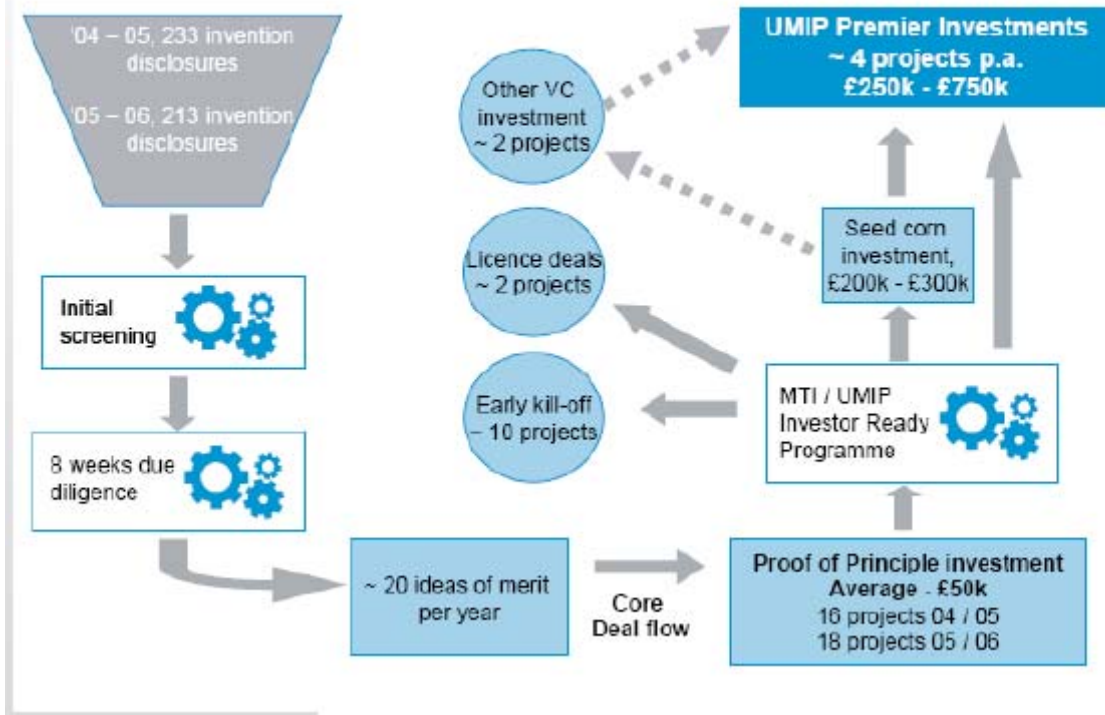 '04 – 05, 233 invention
disclosures
'05 – 06, 213 invention
disclosures
Initial
screening
8 weeks due
diligence
~ 20 ideas of merit
per year
Core
Deal flow
Proof of Principle investment
Average - £50k
16 projects 04 / 05
18 projects 05 / 06
MTI / UMIP
Investor Ready
Programme
Early kill-off
~ 10 projects
Licence deals
~ 2 projects
Seed corn
investment,
£200k - £300k
Other VC
investment
~ 2 projects
UMIP Premier Investments
~ 4 projects p.a.
£250k - £750k